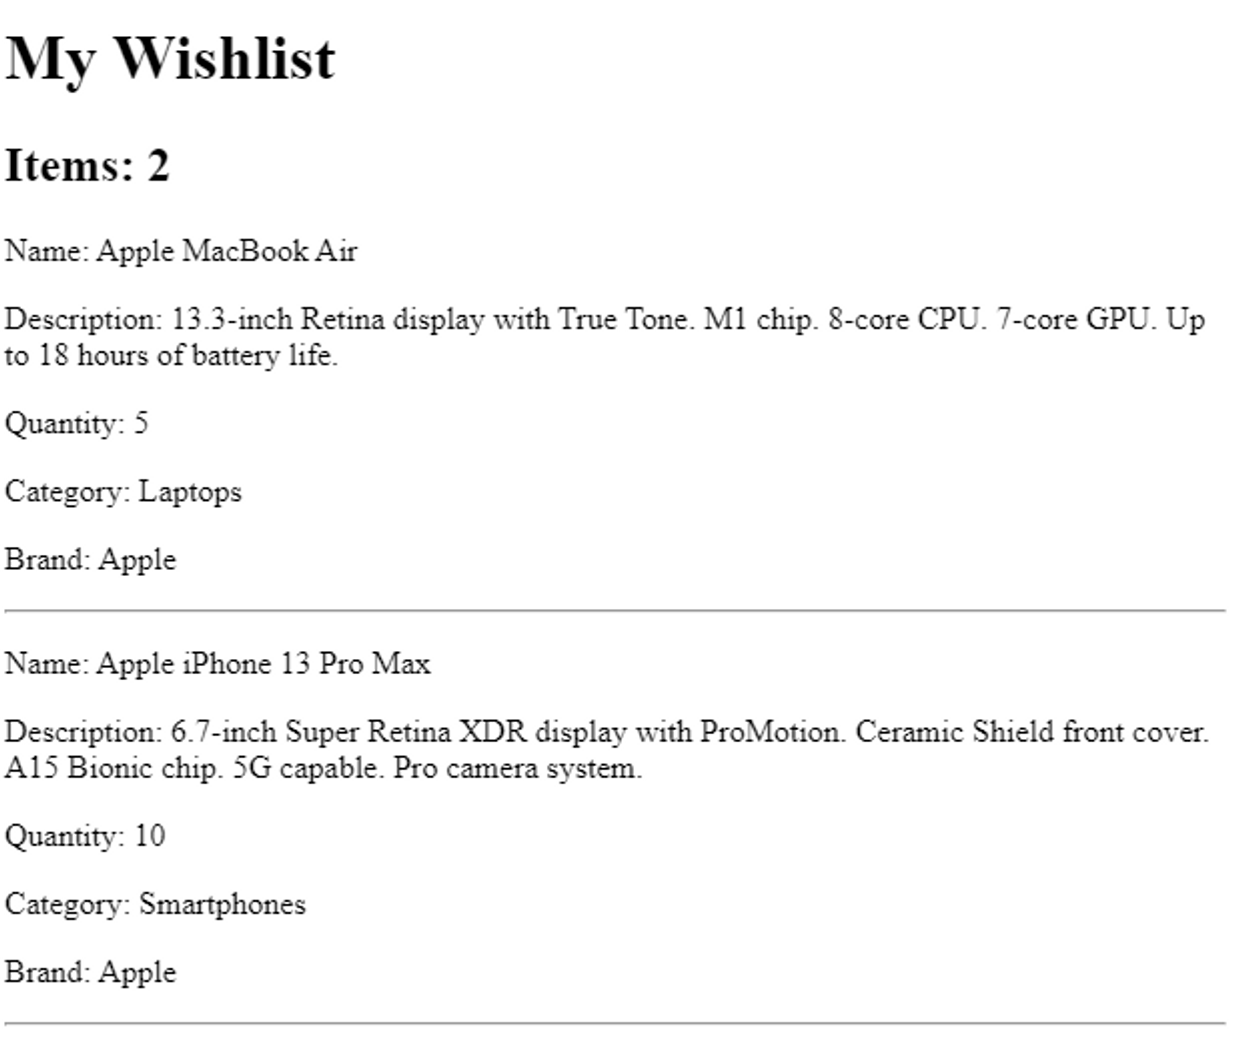 My Wishlist
Items: 2
Name: Apple MacBook Air
Description: 13.3-inch Retina display with True Tone. M1 chip. 8-core CPU. 7-core GPU. Up
to 18 hours of battery life.
Quantity: 5
Category: Laptops
Brand: Apple
Name: Apple iPhone 13 Pro Max
Description: 6.7-inch Super Retina XDR display with ProMotion. Ceramic Shield front cover.
A15 Bionic chip. 5G capable. Pro camera system.
Quantity: 10
Category: Smartphones
Brand: Apple